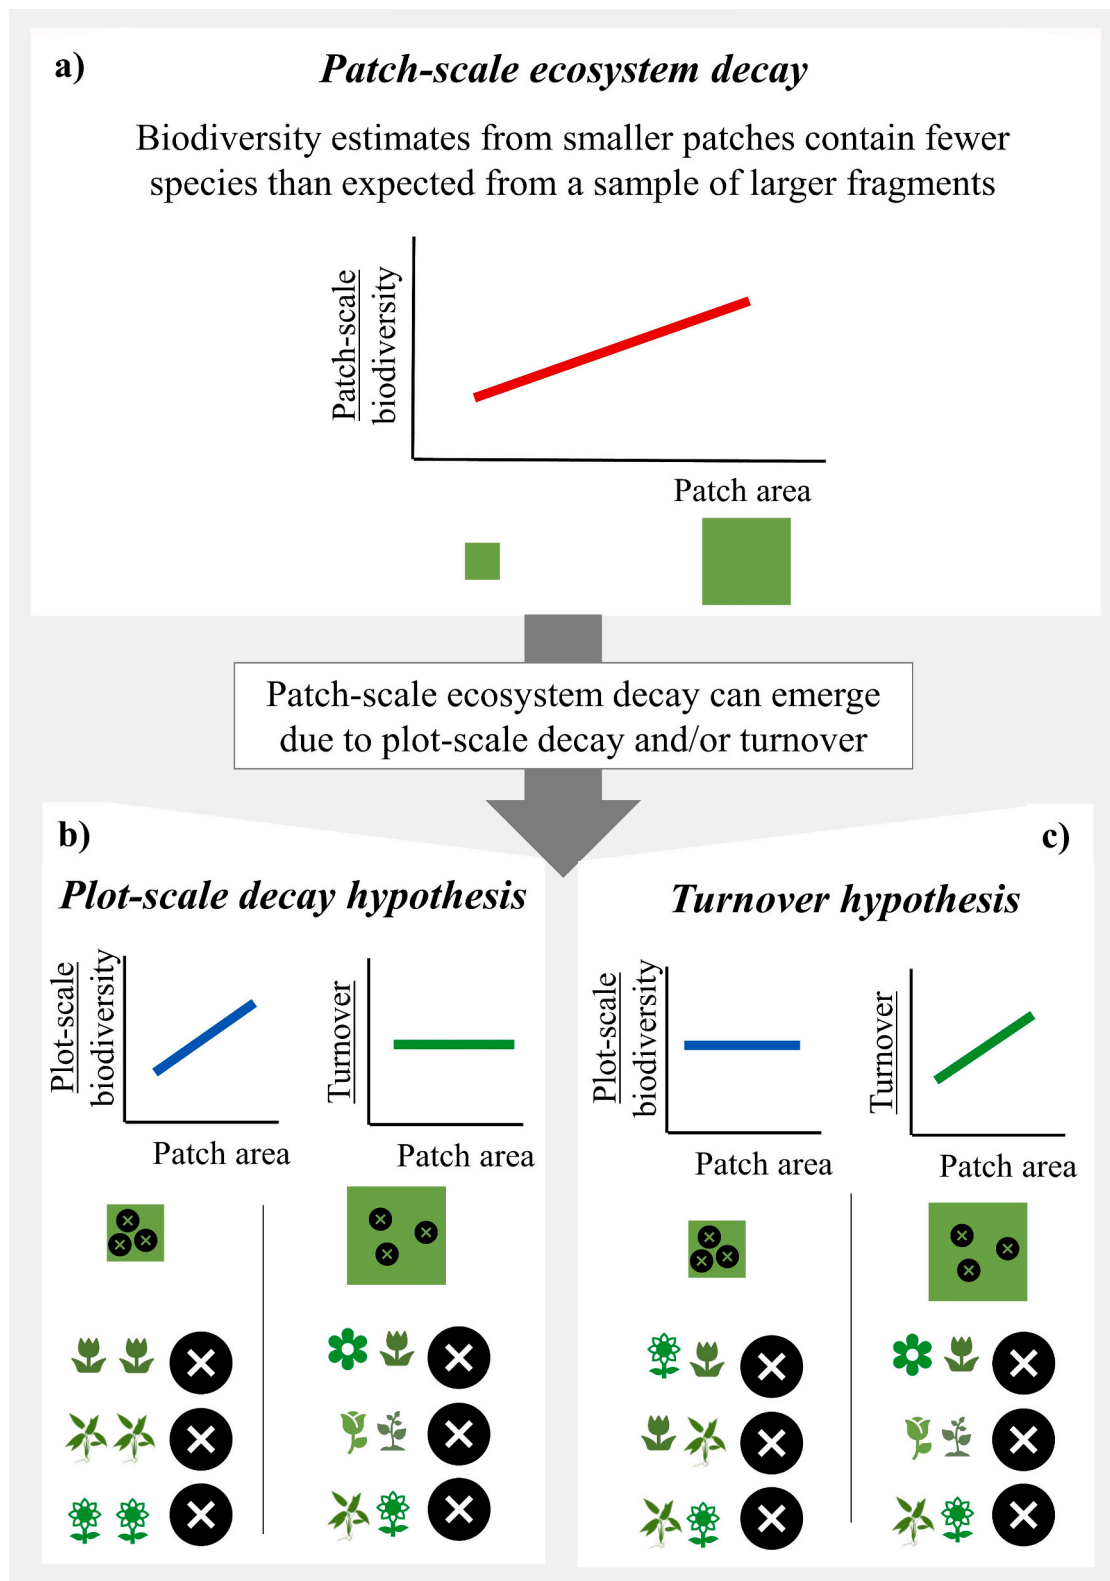 a)
Patch-scale ecosystem decay
Biodiversity estimates from smaller patches contain fewer
species than expected from a sample of larger fragments
Patch-scale
biodiversity
Patch area
Patch-scale ecosystem decay can emerge
due to plot-scale decay and/or turnover
b)
Plot-scale decay hypothesis
Plot-scale
biodiversity
Patch area
Turnover
Patch area
c)
Turnover hypothesis
Plot-scale
biodiversity
Patch area
Turnover
Patch area